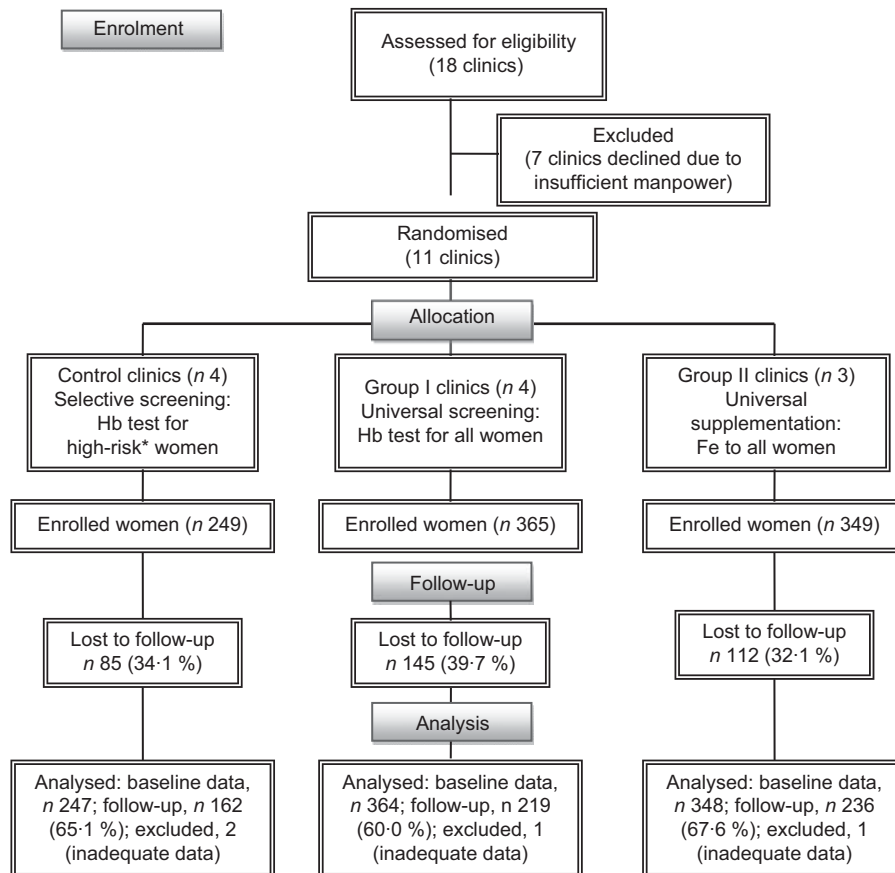 Enrolment
Assessed for eligibility
(18 clinics)
Excluded
(7 clinics declined due to
insufficient manpower)
Randomised
(11 clinics)
Allocation
Control clinics (n 4)
Selective screening:
Hb test for
high-risk* women
Group I clinics (n 4)
Universal screening:
Hb test for all women
Group II clinics (n 3)
Universal
supplementation:
Fe to all women
Enrolled women (n 249)
Enrolled women (n 365)
Enrolled women (n 349)
Follow-up
Lost to follow-up
n 85 (34·1 %)
Lost to follow-up
n 145 (39·7 %)
Lost to follow-up
n 112 (32·1 %)
Analysis
Analysed: baseline data,
n 247; follow-up, n 162
(65·1 %); excluded, 2
(inadequate data)
Analysed: baseline data,
n 364; follow-up, n 219
(60·0 %); excluded, 1
(inadequate data)
Analysed: baseline data,
n 348; follow-up, n 236
(67·6 %); excluded, 1
(inadequate data)